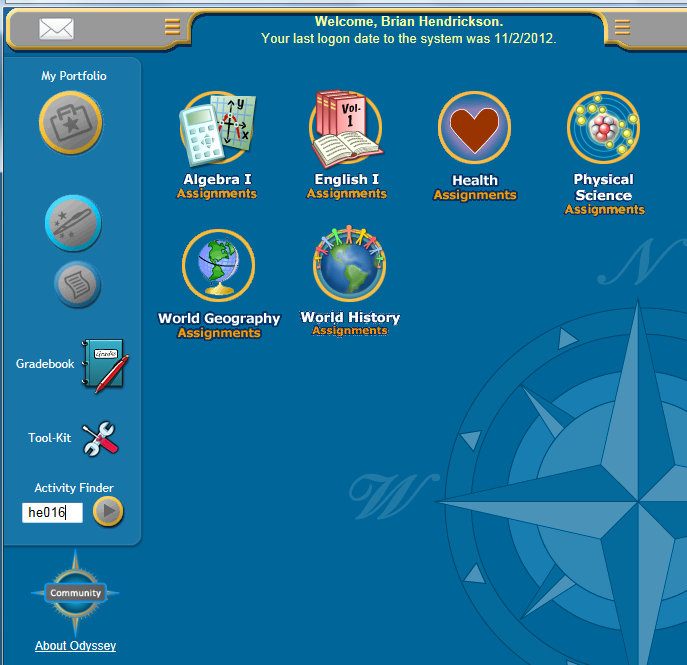 Welcome, Brian Hendrickson.
Your last logon date to the system was 11/2/2012.
My Portfolio
Gradebook
Grades
Tool-Kit
Activity Finder
he016
Community
About Odyssey
y
x
Algebra I
Assignments
Vol.
1
English I
Assignments
Health
Assignments
Physical
Science
Assignments
World Geography
Assignments
World History
Assignments
N
W